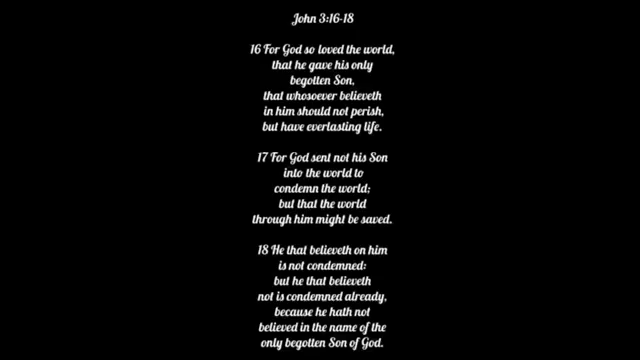 John 3:16-18
16 For God so loved the world,
that he gave his only
begotten Son,
that whosoever believeth
in him should not perish,
but have everlasting life.
17 For God sent not his Son
into the world to
condemn the world;
but that the world
through him might be saved.
18 He that believeth on him
is not condemned:
but he that believeth
not is condemned already,
because he hath not
believed in the name of the
only begotten Son of God.